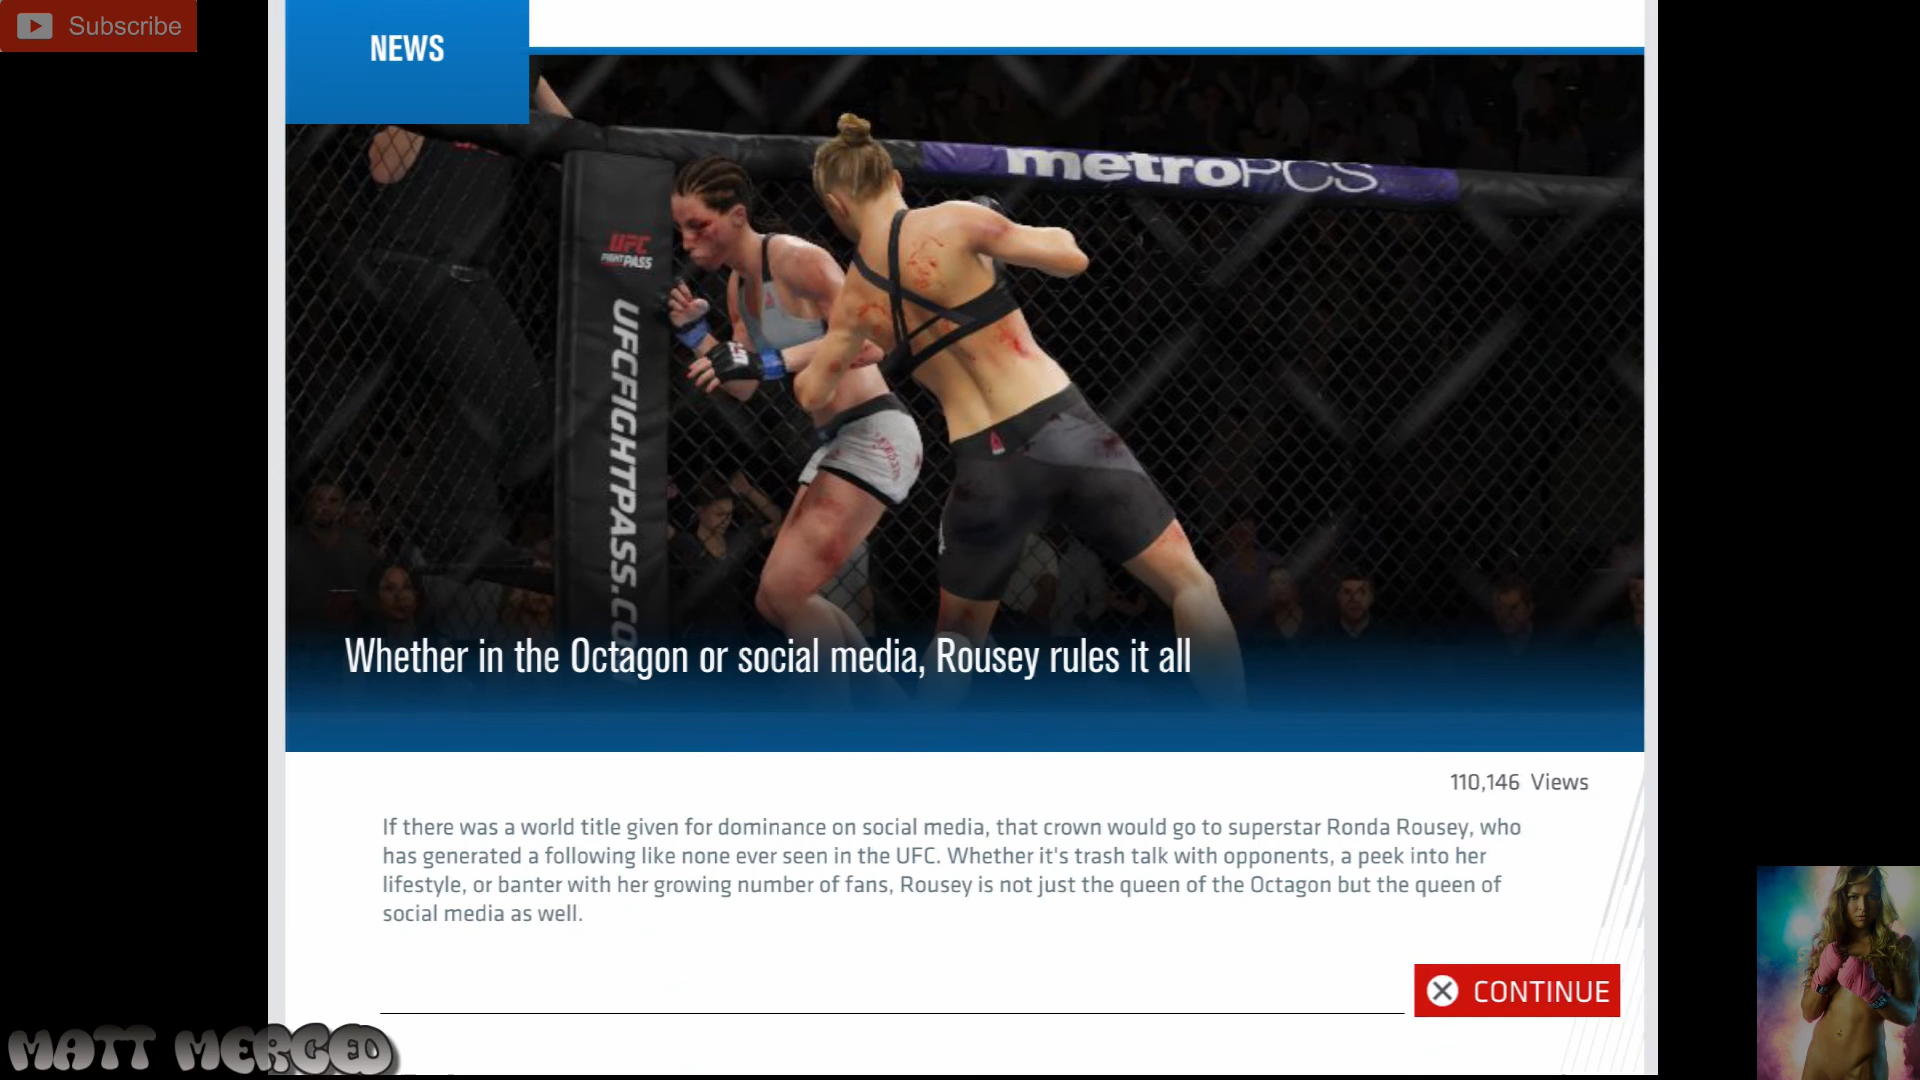 Subscribe
NEWS
metroPCS
UFC
FIGHT PASS
UFCFIGHTPASS.CO
Whether in the Octagon or social media, Rousey rules it all
110,146 Views
If there was a world title given for dominance on social media, that crown would go to superstar Ronda Rousey, who
has generated a following like none ever seen in the UFC. Whether it's trash talk with opponents, a peek into her
lifestyle, or banter with her growing number of fans, Rousey is not just the queen of the Octagon but the queen of
social media as well.
CONTINUE
MATT MERCED